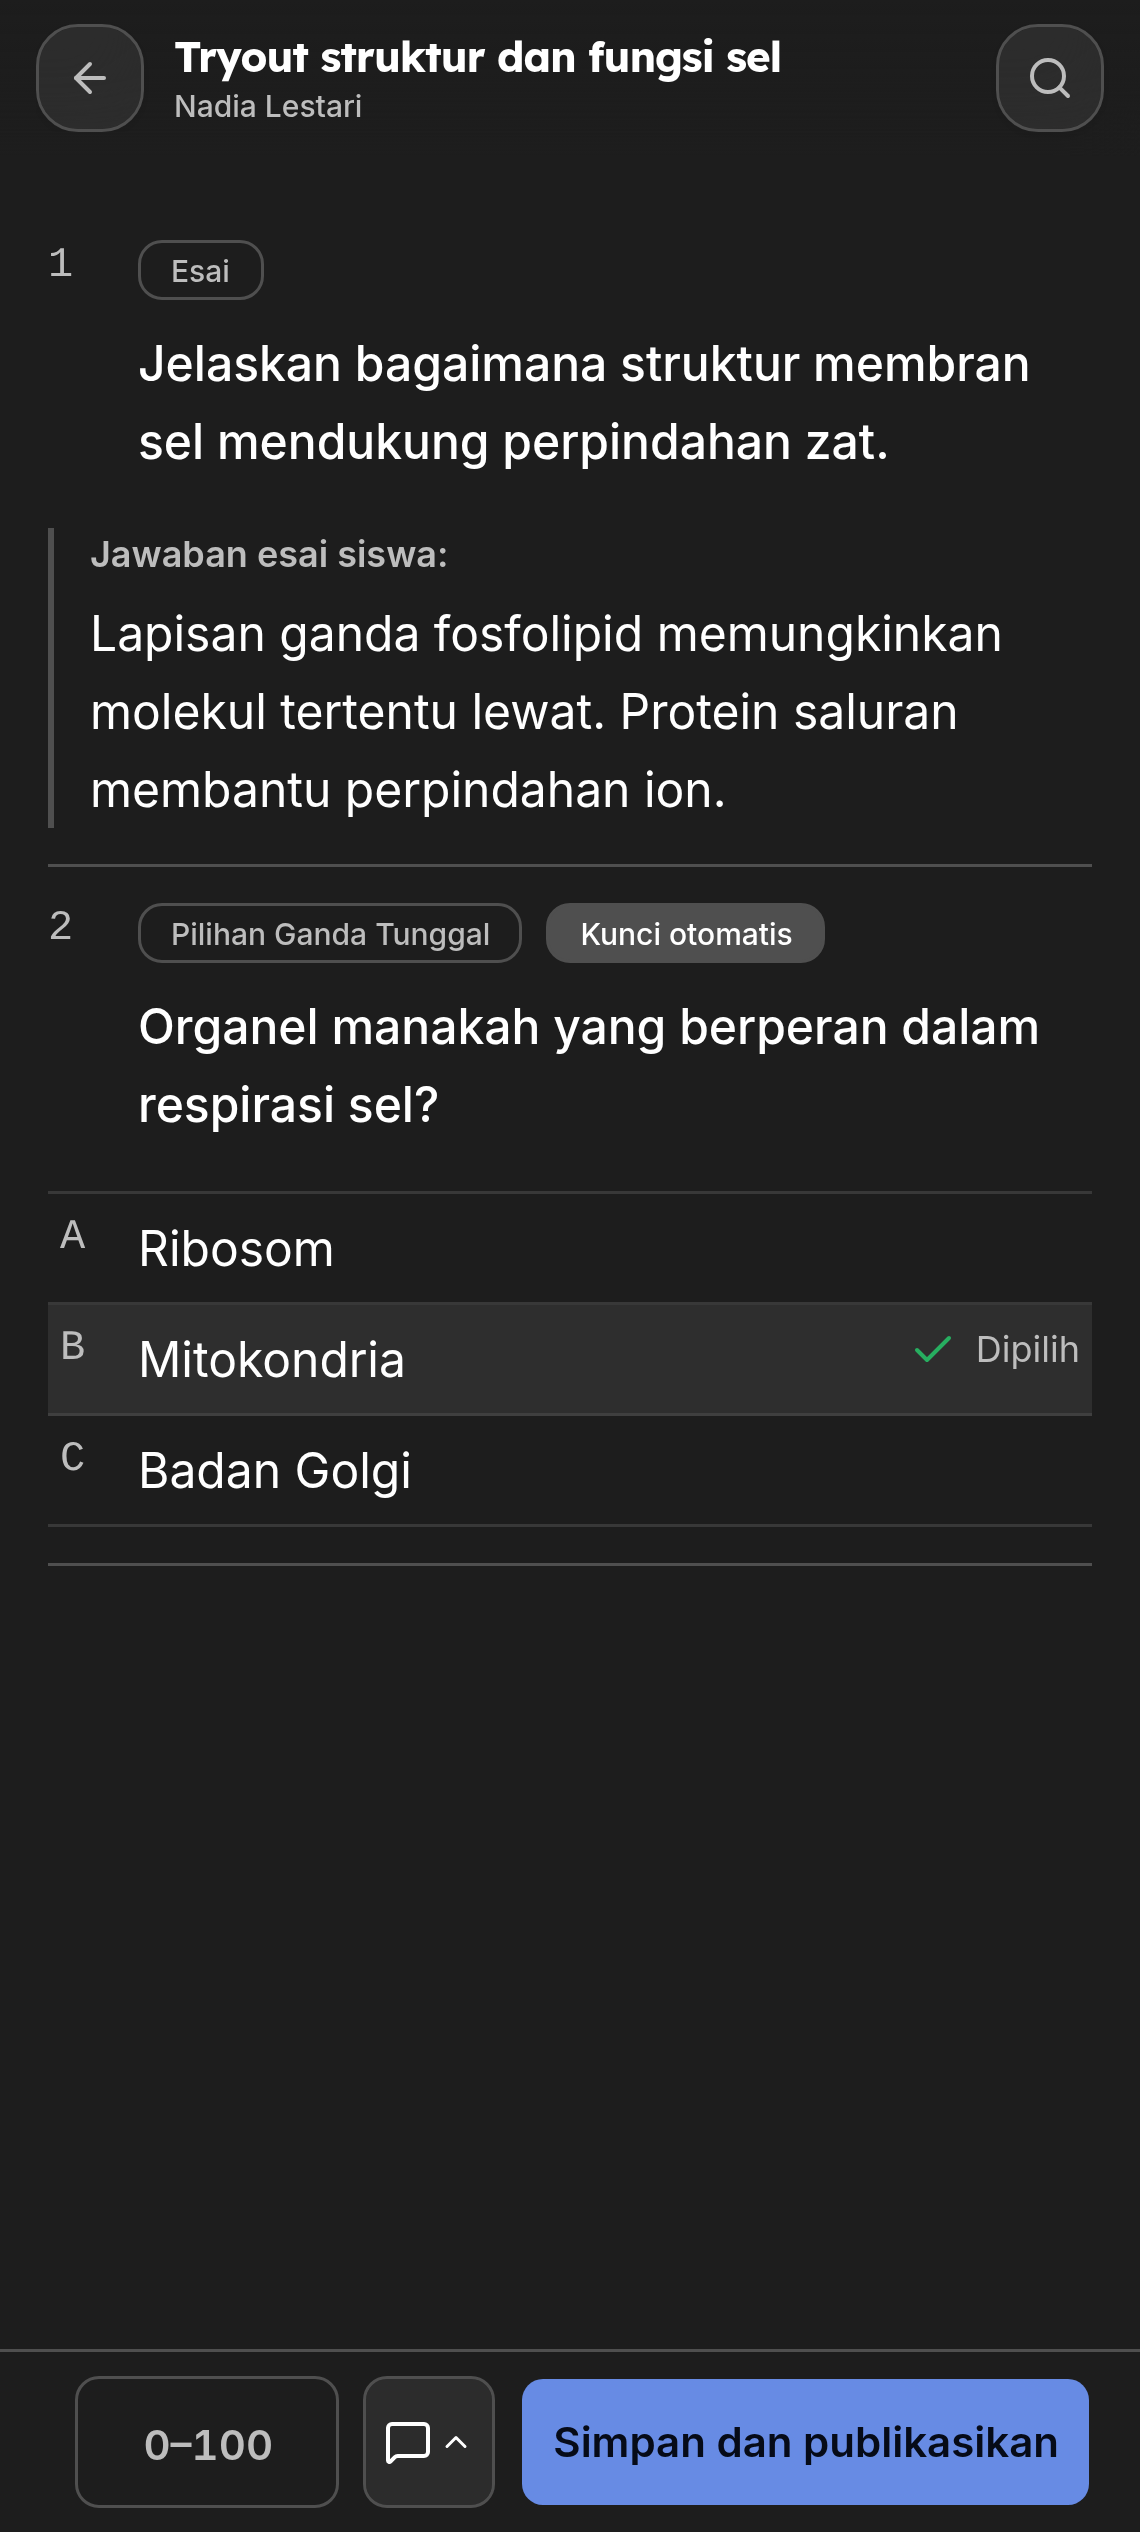 Tryout struktur dan fungsi sel
Nadia Lestari
1
Esai
Jelaskan bagaimana struktur membran
sel mendukung perpindahan zat.
Jawaban esai siswa:
Lapisan ganda fosfolipid memungkinkan
molekul tertentu lewat. Protein saluran
membantu perpindahan ion.
2
Pilihan Ganda Tunggal
Kunci otomatis
Organel manakah yang berperan dalam
respirasi sel?
A
Ribosom
B
Mitokondria
Dipilih
C
Badan Golgi
0–100
Simpan dan publikasikan